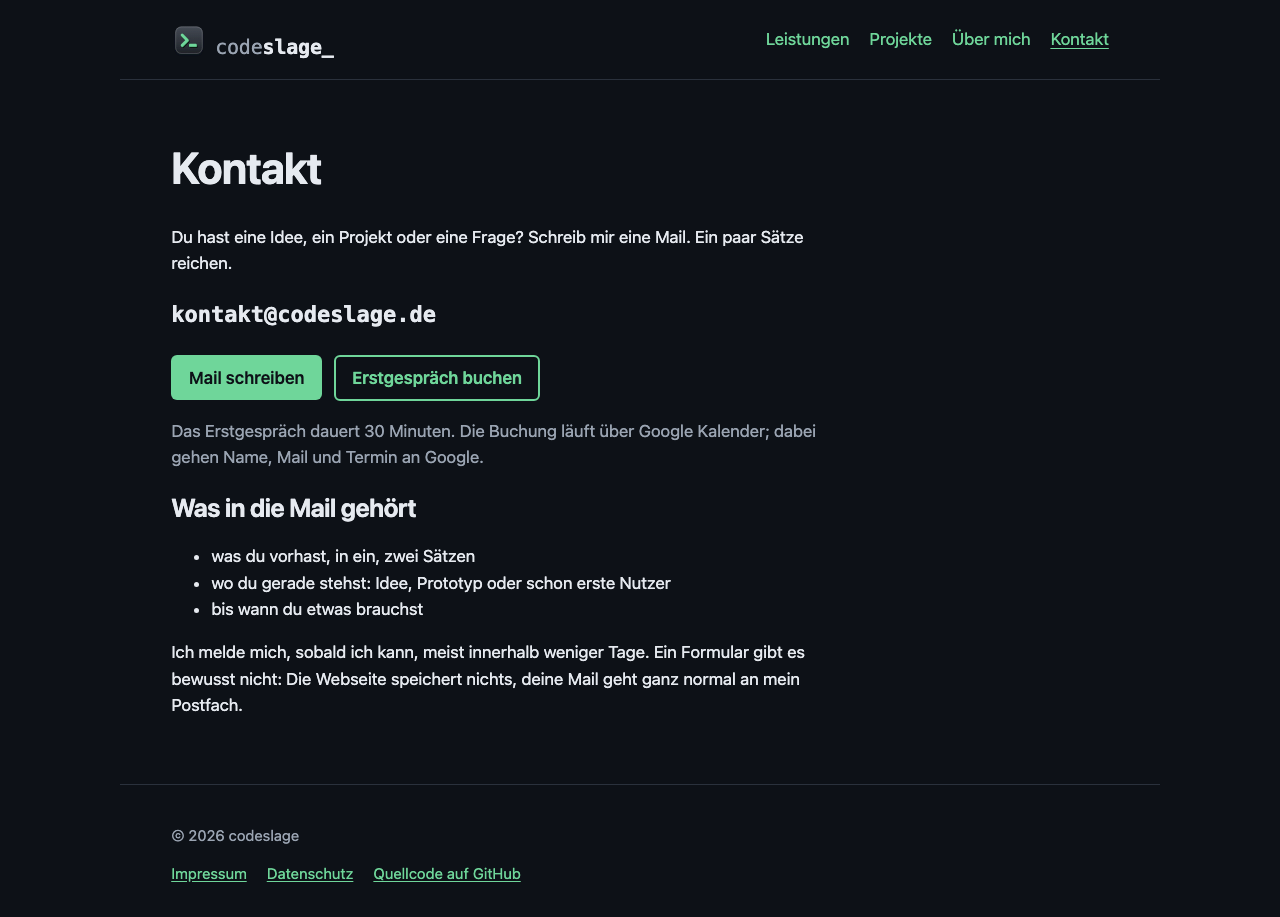 codeslage_
Leistungen Projekte Über mich Kontakt
Kontakt
Du hast eine Idee, ein Projekt oder eine Frage? Schreib mir eine Mail. Ein paar Sätze
reichen.
kontakt@codeslage.de
Mail schreiben Erstgespräch buchen
Das Erstgespräch dauert 30 Minuten. Die Buchung läuft über Google Kalender; dabei
gehen Name, Mail und Termin an Google.
Was in die Mail gehört
• was du vorhast, in ein, zwei Sätzen
• wo du gerade stehst: Idee, Prototyp oder schon erste Nutzer
• bis wann du etwas brauchst
Ich melde mich, sobald ich kann, meist innerhalb weniger Tage. Ein Formular gibt es
bewusst nicht: Die Webseite speichert nichts, deine Mail geht ganz normal an mein
Postfach.
© 2026 codeslage
Impressum Datenschutz Quellcode auf GitHub